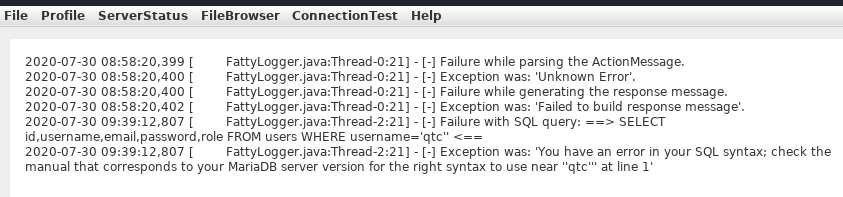 File Profile ServerStatus FileBrowser ConnectionTest Help
2020-07-30 08:58:20,399 [ FattyLogger.java:Thread-0:21] - [-] Failure while parsing the ActionMessage.
2020-07-30 08:58:20,400 [ FattyLogger.java:Thread-0:21] - [-] Exception was: 'Unknown Error'.
2020-07-30 08:58:20,400 [ FattyLogger.java:Thread-0:21] - [-] Failure while generating the response message.
2020-07-30 08:58:20,402 [ FattyLogger.java:Thread-0:21] - [-] Exception was: 'Failed to build response message'.
2020-07-30 09:39:12,807 [ FattyLogger.java:Thread-2:21] - [-] Failure with SQL query: ==> SELECT
id,username,email,password,role FROM users WHERE username='qtc'' <==
2020-07-30 09:39:12,807 [ FattyLogger.java:Thread-2:21] - [-] Exception was: 'You have an error in your SQL syntax; check the
manual that corresponds to your MariaDB server version for the right syntax to use near ''qtc''' at line 1'